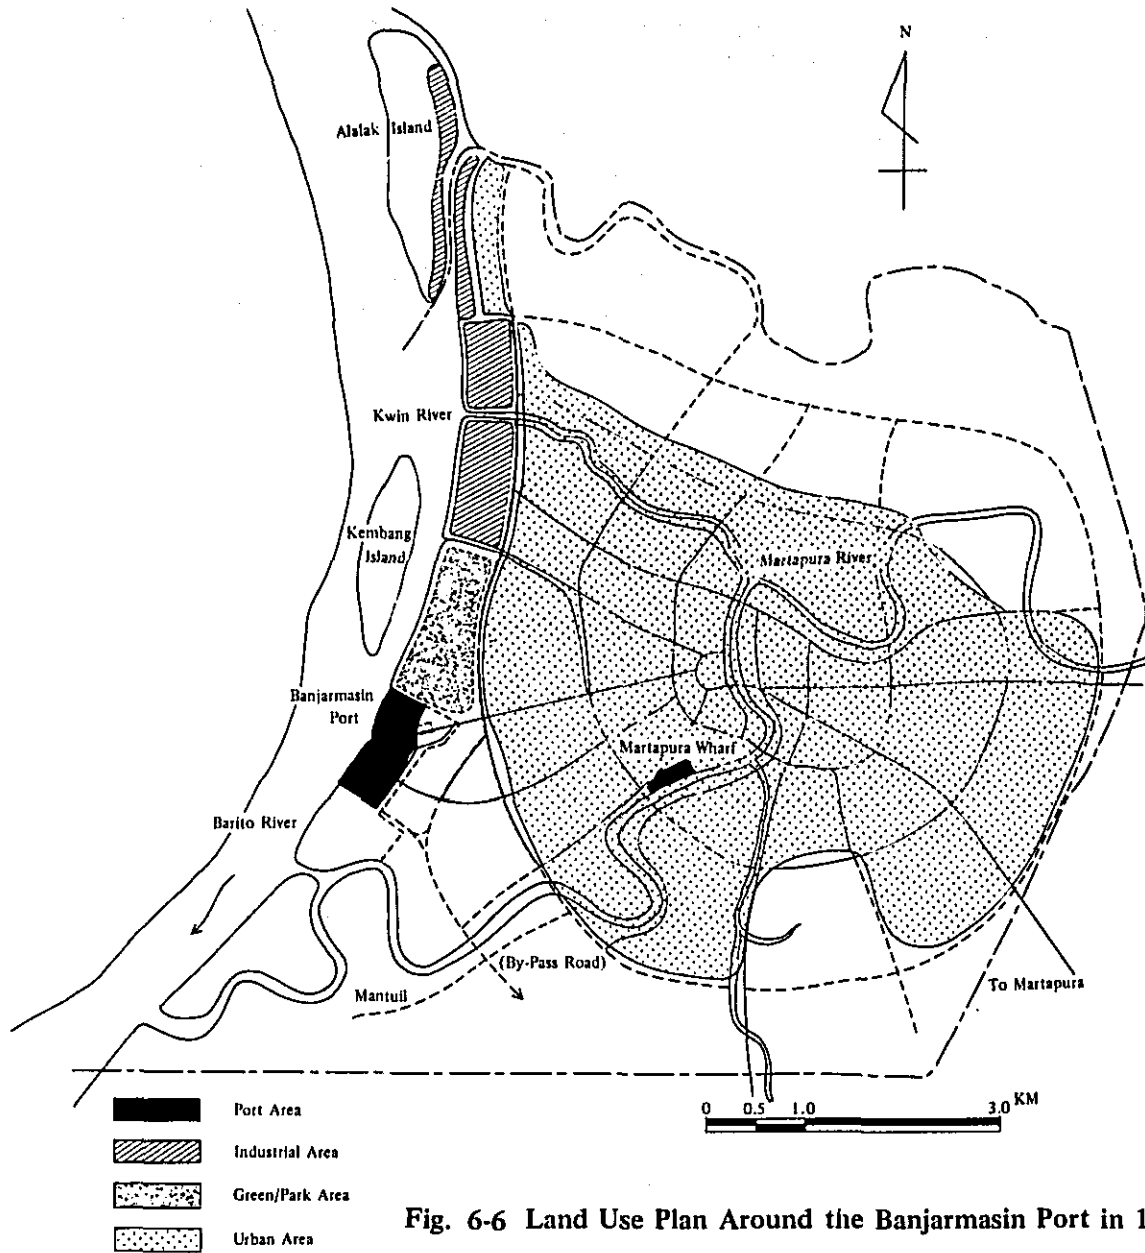 N
Alalak Island
Kwin River
Kembang
Island
Martapura River
Banjarmasin
Port
Martapura Wharf
Barito River
(By-Pass Road)
Mantuil
To Martapura
0 0.5 1.0 3.0 KM
Port Area
Industrial Area
Green/Park Area
Urban Area
Fig. 6-6 Land Use Plan Around the Banjarmasin Port in 1